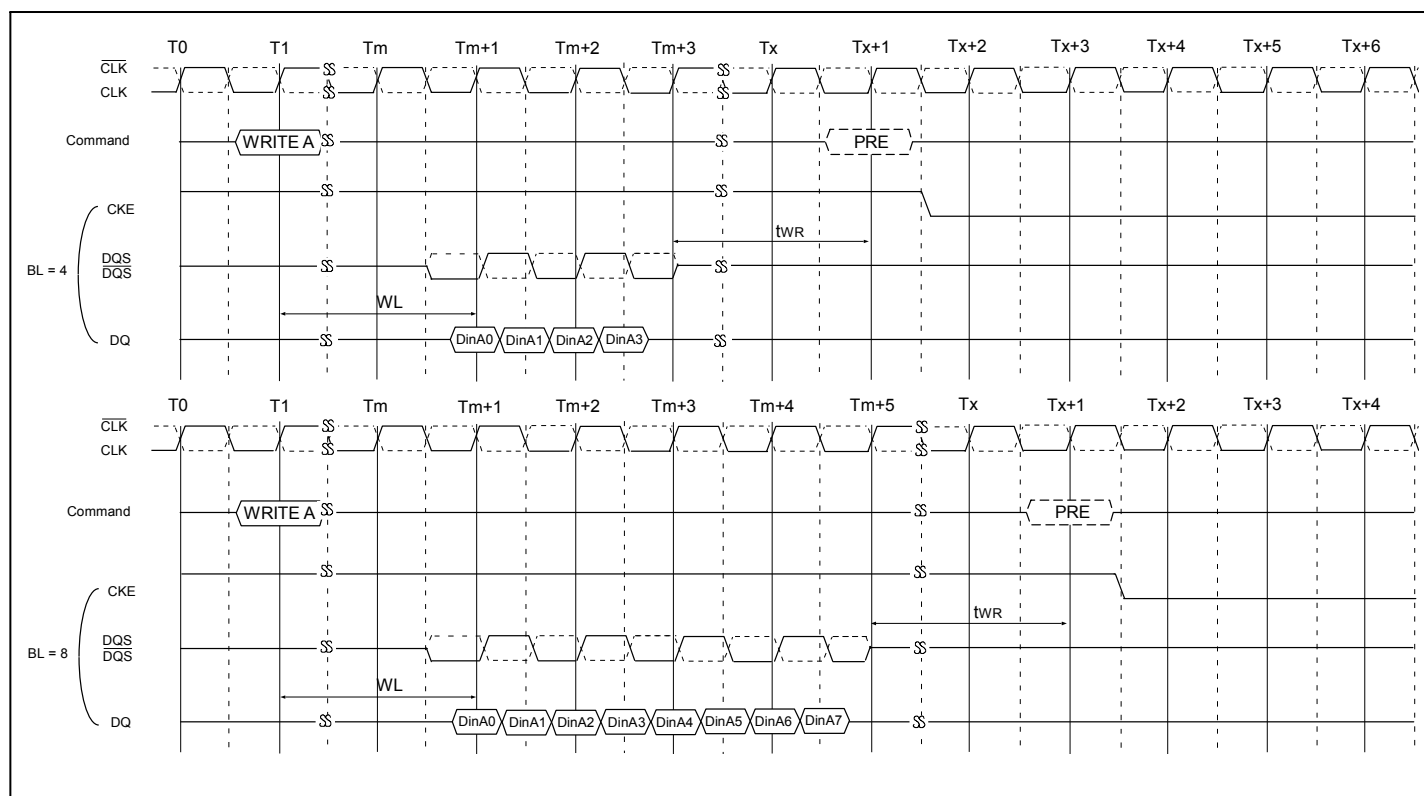 T0 T1 Tm Tm+1 Tm+2 Tm+3 Tx Tx+1 Tx+2 Tx+3 Tx+4 Tx+5 Tx+6
CLK
CLK
Command WRITE A PRE
CKE
tWR
BL = 4
DQS
DQS
WL
DQ DinA0 DinA1 DinA2 DinA3
T0 T1 Tm Tm+1 Tm+2 Tm+3 Tm+4 Tm+5 Tx Tx+1 Tx+2 Tx+3 Tx+4
CLK
CLK
Command WRITE A PRE
CKE
tWR
BL = 8
DQS
DQS
WL
DQ DinA0 DinA1 DinA2 DinA3 DinA4 DinA5 DinA6 DinA7